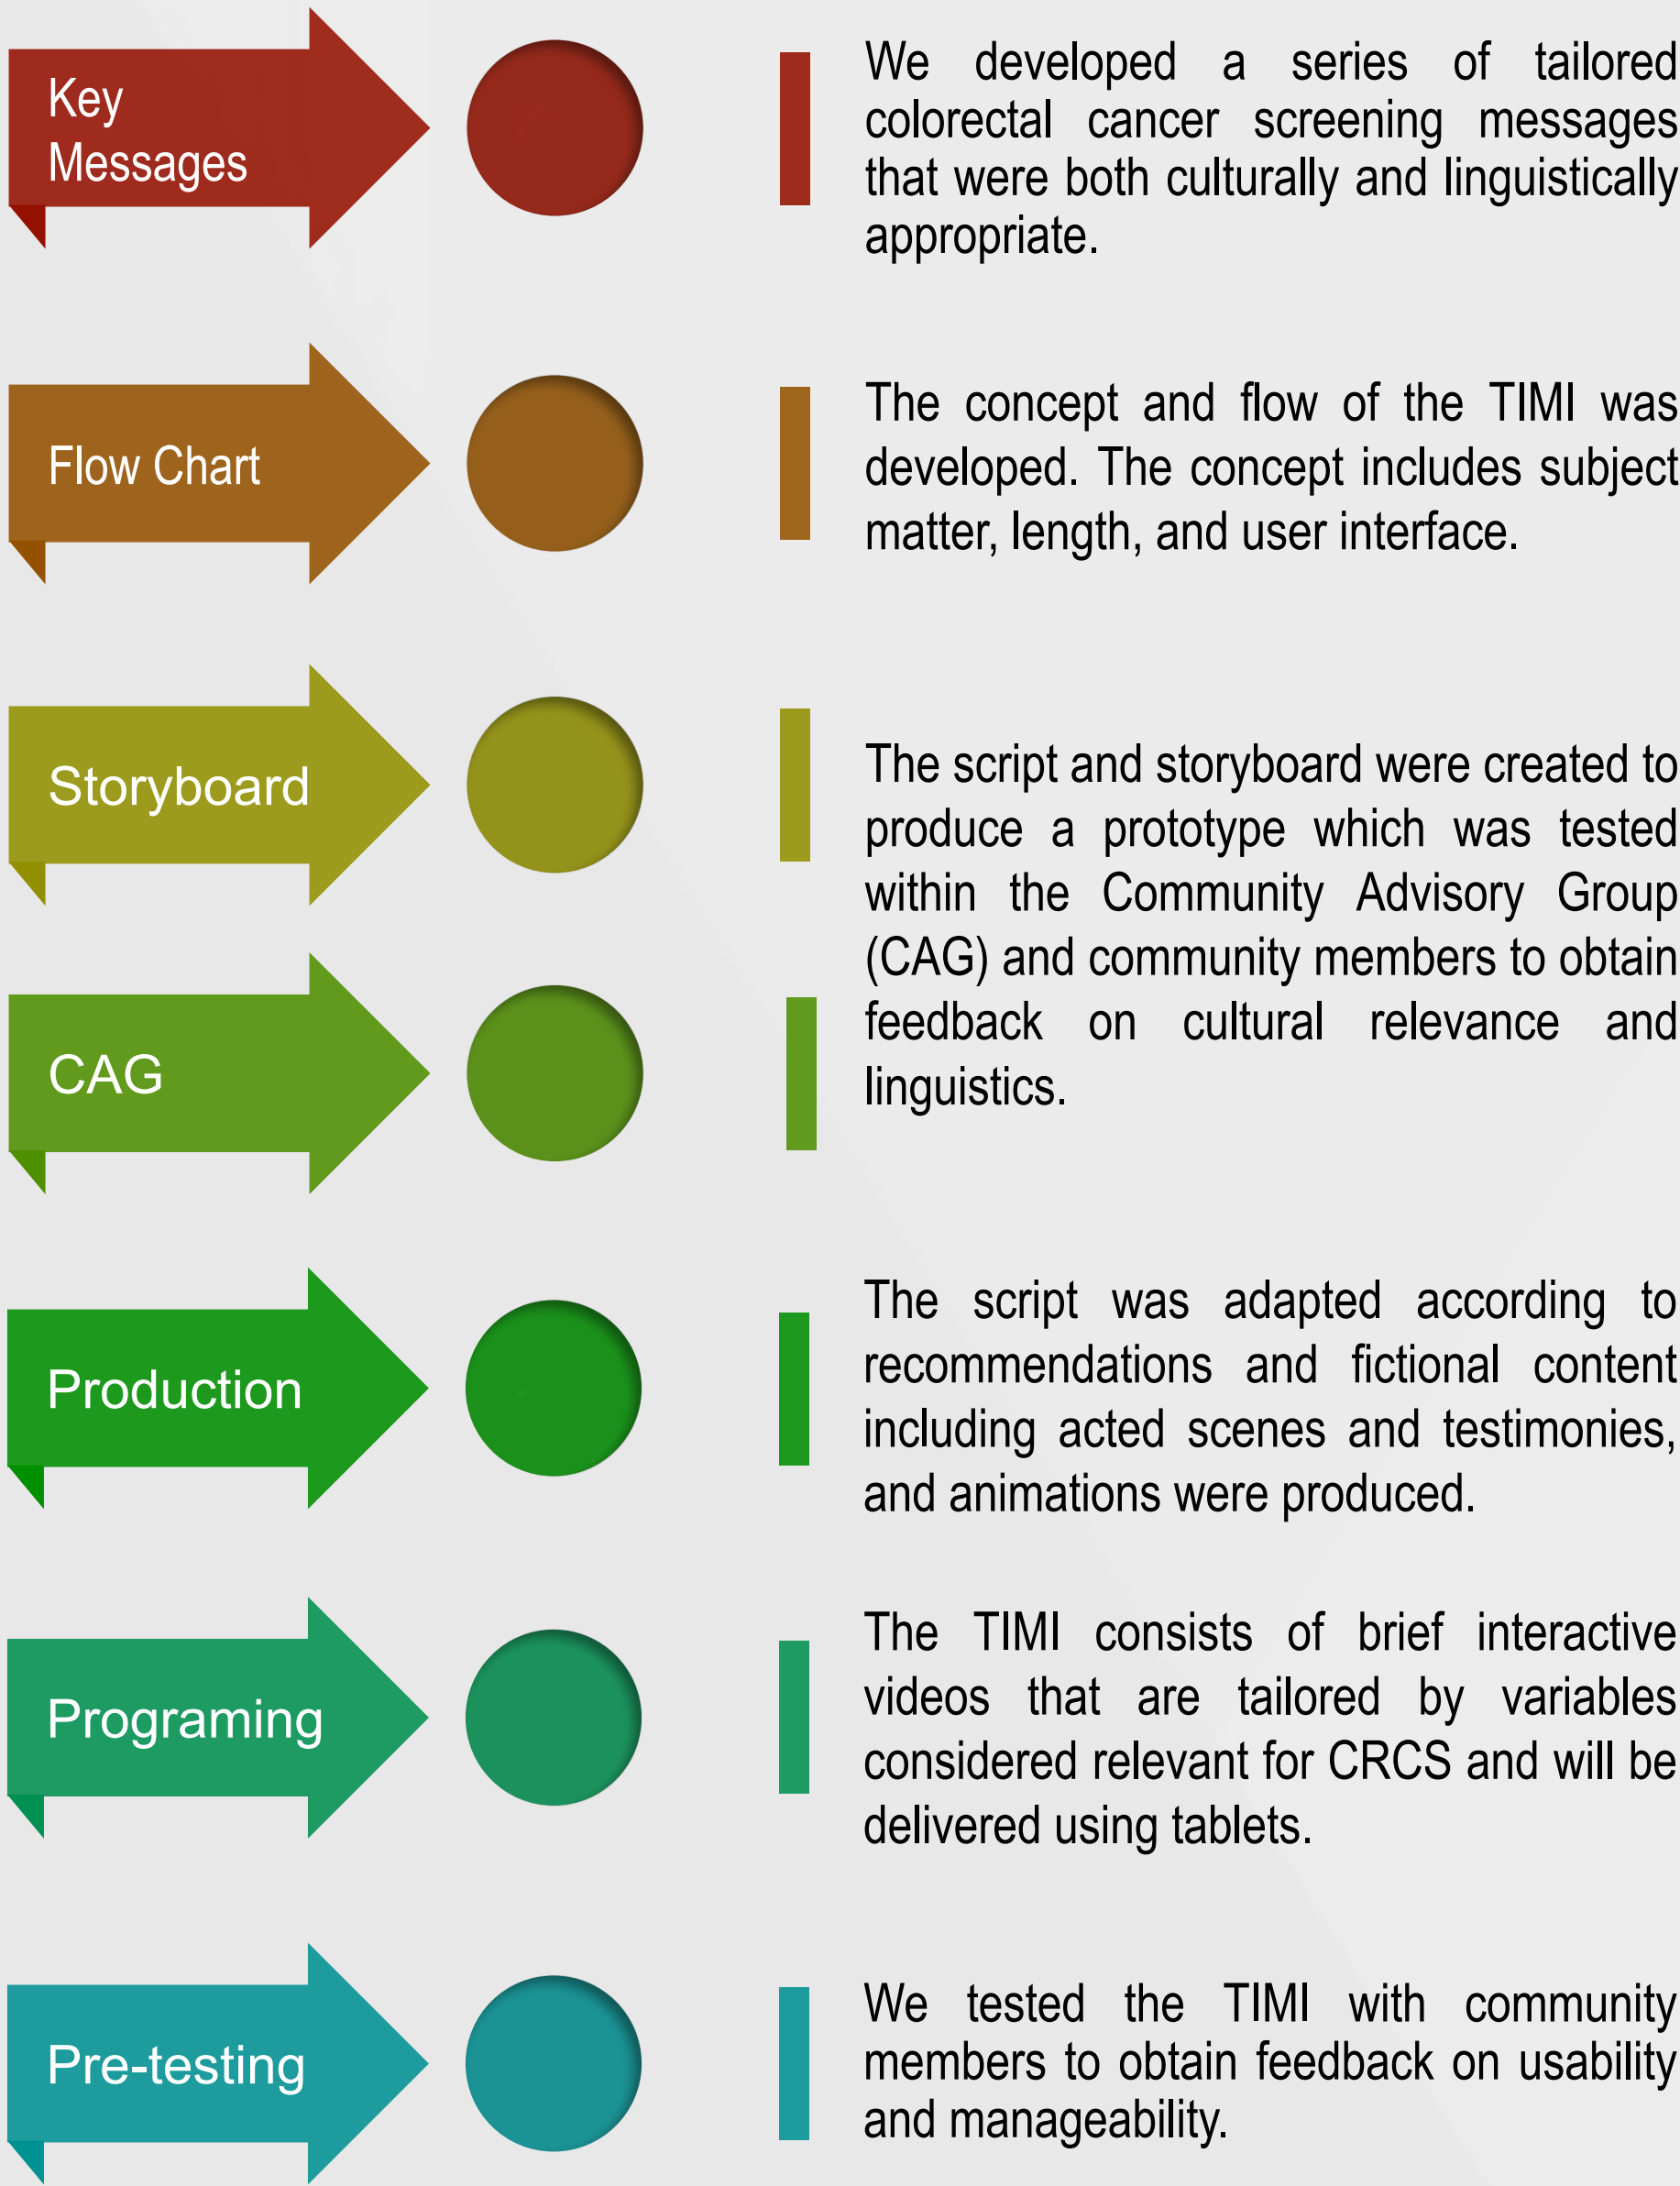 Key
Messages
We developed a series of tailored
colorectal cancer screening messages
that were both culturally and linguistically
appropriate.
Flow Chart
The concept and flow of the TIMI was
developed. The concept includes subject
matter, length, and user interface.
Storyboard
The script and storyboard were created to
produce a prototype which was tested
within the Community Advisory Group
(CAG) and community members to obtain
feedback on cultural relevance and
linguistics.
CAG
Production
The script was adapted according to
recommendations and fictional content
including acted scenes and testimonies,
and animations were produced.
Programing
The TIMI consists of brief interactive
videos that are tailored by variables
considered relevant for CRCS and will be
delivered using tablets.
Pre-testing
We tested the TIMI with community
members to obtain feedback on usability
and manageability.